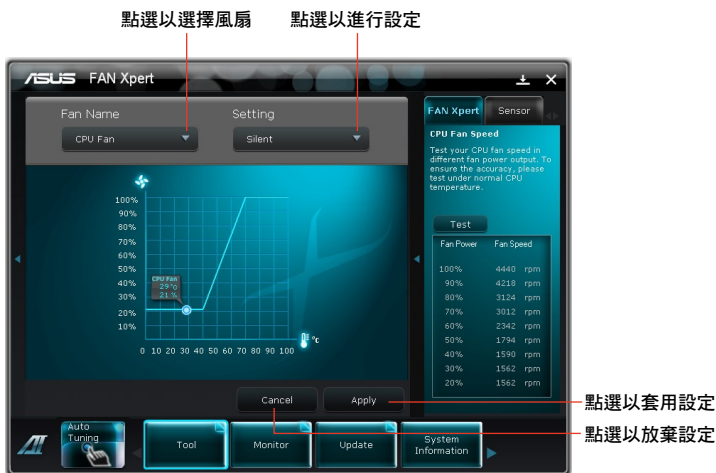 點選以選擇風扇
點選以進行設定
ASUS FAN Xpert
Fan Name
Setting
CPU Fan
Silent
100%
90%
80%
70%
60%
50%
40%
30%
20%
10%
CPU Fan
29 °c
21 %
°c
0 10 20 30 40 50 60 70 80 90 100
Cancel
Apply
FAN Xpert
Sensor
CPU Fan Speed
Test your CPU fan speed in
different fan power output. To
ensure the accuracy, please
test under normal CPU
temperature.
Test
Fan Power Fan Speed
100% 4440 rpm
90% 4218 rpm
80% 3124 rpm
70% 3012 rpm
60% 2342 rpm
50% 1794 rpm
40% 1590 rpm
30% 1562 rpm
20% 1562 rpm
點選以套用設定
點選以放棄設定
AI
Auto
Tuning
Tool
Monitor
Update
System
Information